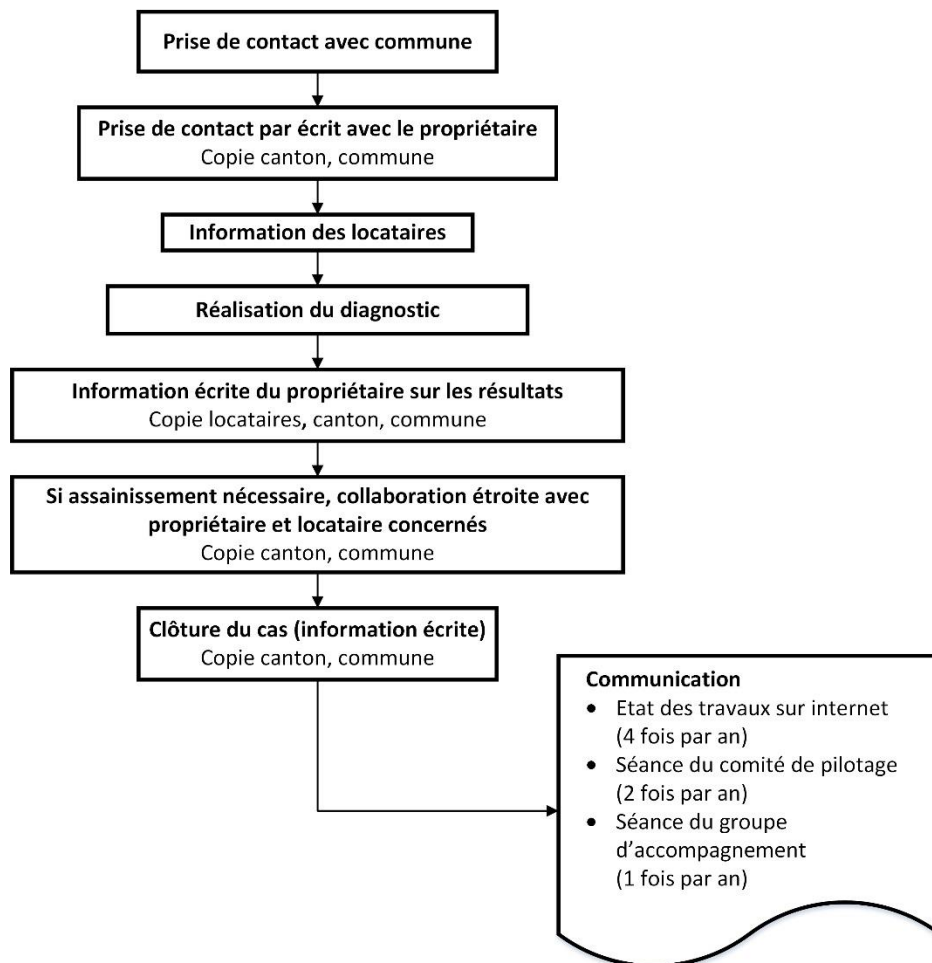 Prise de contact avec commune
Prise de contact par écrit avec le propriétaire
Copie canton, commune
Information des locataires
Réalisation du diagnostic
Information écrite du propriétaire sur les résultats
Copie locataires, canton, commune
Si assainissement nécessaire, collaboration étroite avec
propriétaire et locataire concernés
Copie canton, commune
Clôture du cas (information écrite)
Copie canton, commune
Communication
• Etat des travaux sur internet
(4 fois par an)
• Séance du comité de pilotage
(2 fois par an)
• Séance du groupe
d’accompagnement
(1 fois par an)